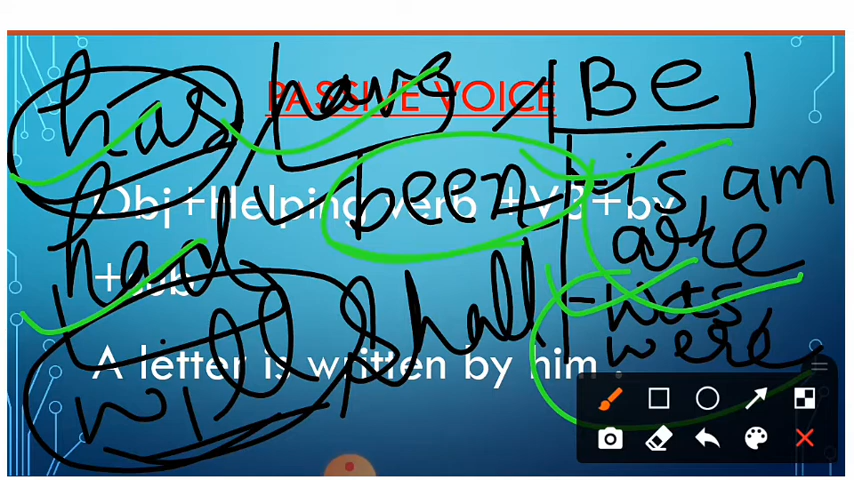 PASSIVE VOICE
has have / Be
Obj+Helping verb +V3+by
been - is, am
are
had
+sub
- was
were
will shall
A letter is written by him .